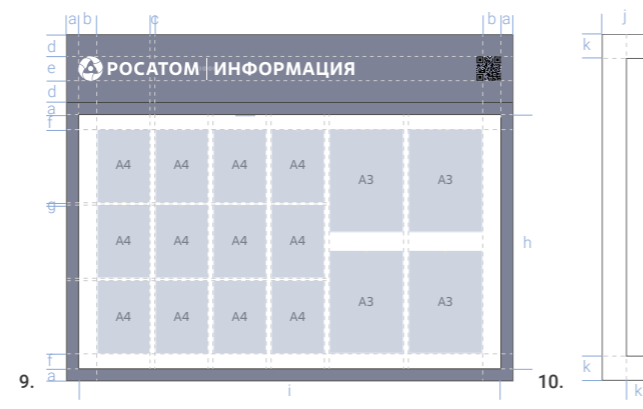 a b c b a j
d k
e РОСАТОМ | ИНФОРМАЦИЯ
d
a
f
A4 A4 A4 A4 A3 A3
g
A4 A4 A4 A4 h
A4 A4 A4 A4 A3 A3
f k
a
9. i 10. k